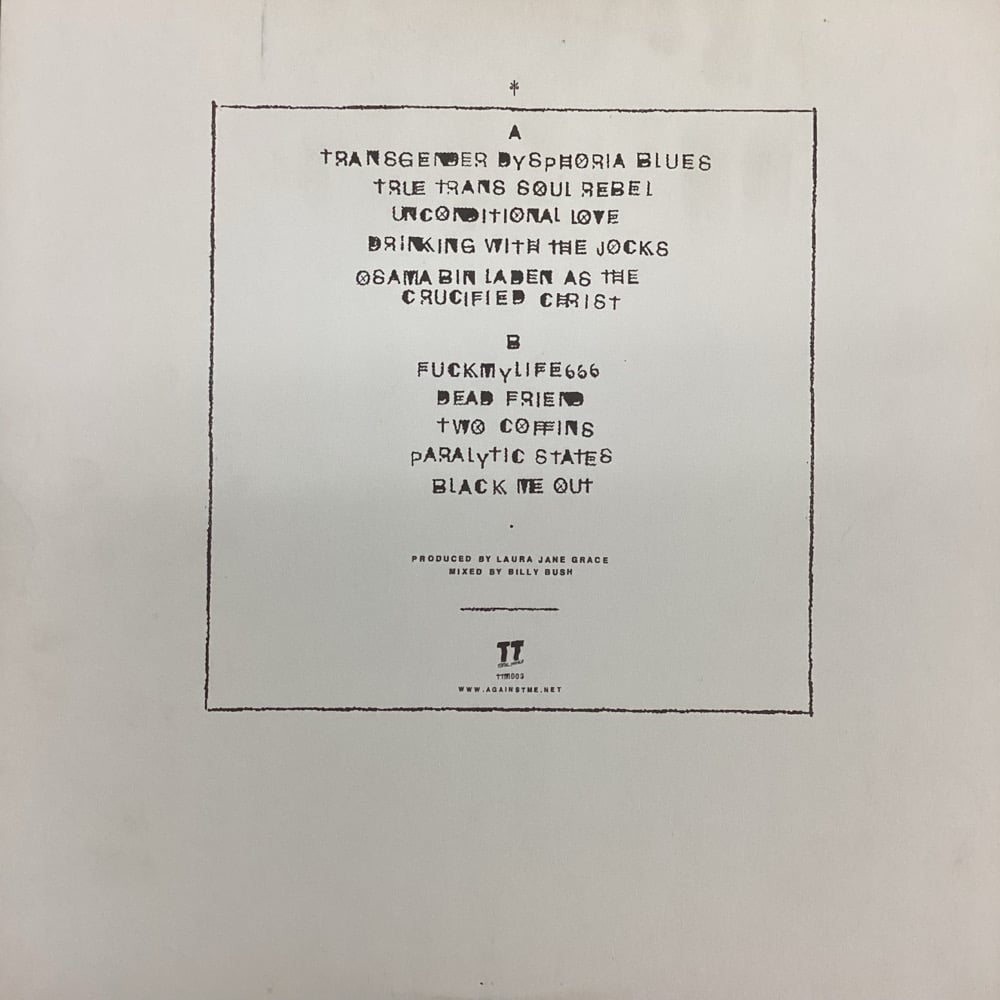 *
A
TRANSGENDER DYSPHORIA BLUES
TRUE TRANS SOUL REBEL
UNCONDITIONAL LOVE
DRINKING WITH THE JOCKS
OSAMA BIN LADEN AS THE
CRUCIFIED CHRIST
B
FUCKMYLIFE666
DEAD FRIEND
TWO COFFINS
PARALYTIC STATES
BLACK ME OUT
PRODUCED BY LAURA JANE GRACE
MIXED BY BILLY BUSH
TT
TTM003
WWW.AGAINSTME.NET